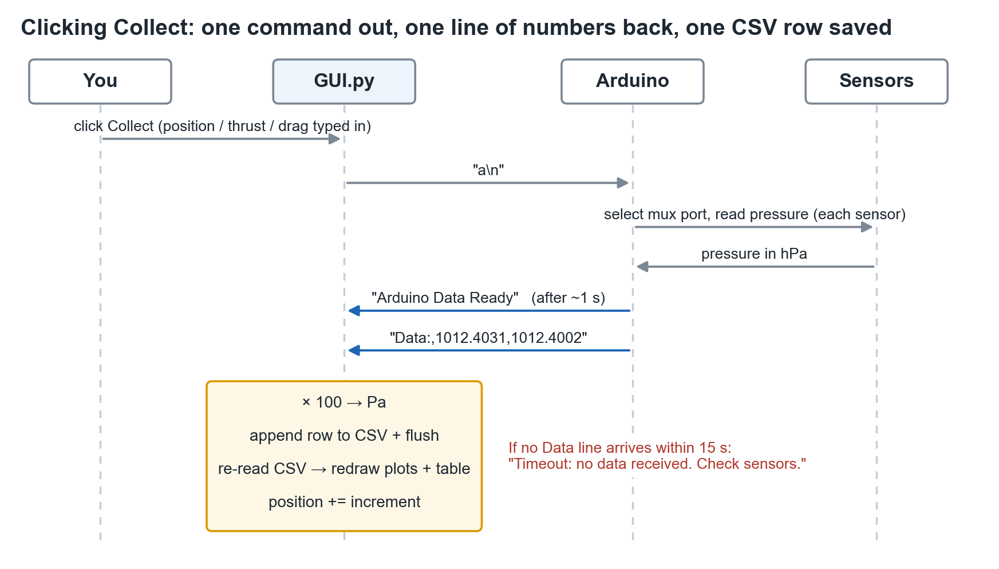 Clicking Collect: one command out, one line of numbers back, one CSV row saved
You
GUI.py
Arduino
Sensors
click Collect (position / thrust / drag typed in)
"a\n"
select mux port, read pressure (each sensor)
pressure in hPa
"Arduino Data Ready"   (after ~1 s)
"Data:,1012.4031,1012.4002"
× 100 → Pa
append row to CSV + flush
re-read CSV → redraw plots + table
position += increment
If no Data line arrives within 15 s:
"Timeout: no data received. Check sensors."